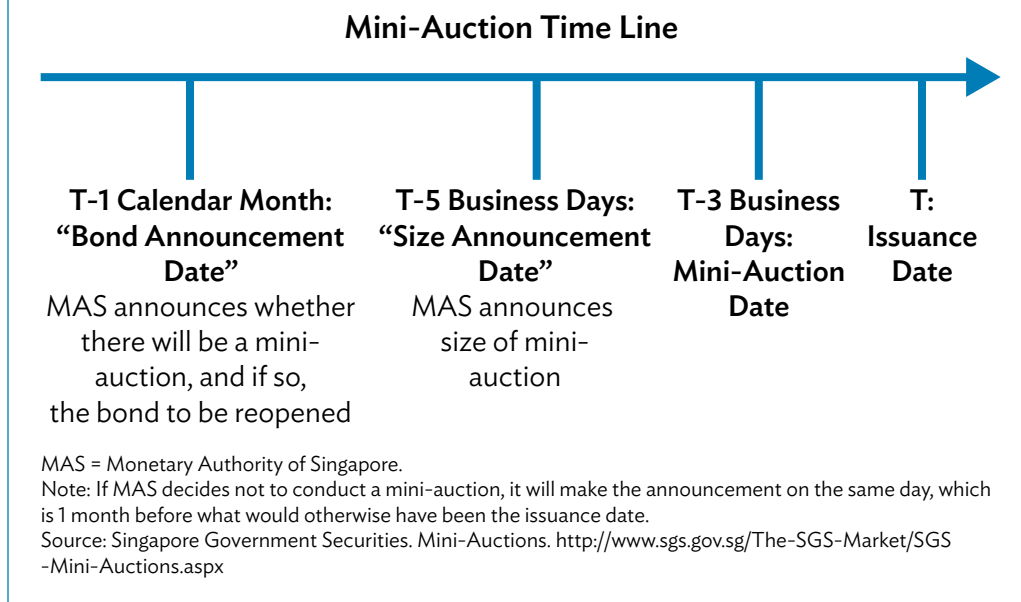 Mini-Auction Time Line
T-1 Calendar Month:
“Bond Announcement
Date”
MAS announces whether
there will be a mini-
auction, and if so,
the bond to be reopened
T-5 Business Days:
“Size Announcement
Date”
MAS announces
size of mini-
auction
T-3 Business
Days:
Mini-Auction
Date
T:
Issuance
Date
MAS = Monetary Authority of Singapore.
Note: If MAS decides not to conduct a mini-auction, it will make the announcement on the same day, which
is 1 month before what would otherwise have been the issuance date.
Source: Singapore Government Securities. Mini-Auctions. http://www.sgs.gov.sg/The-SGS-Market/SGS
-Mini-Auctions.aspx